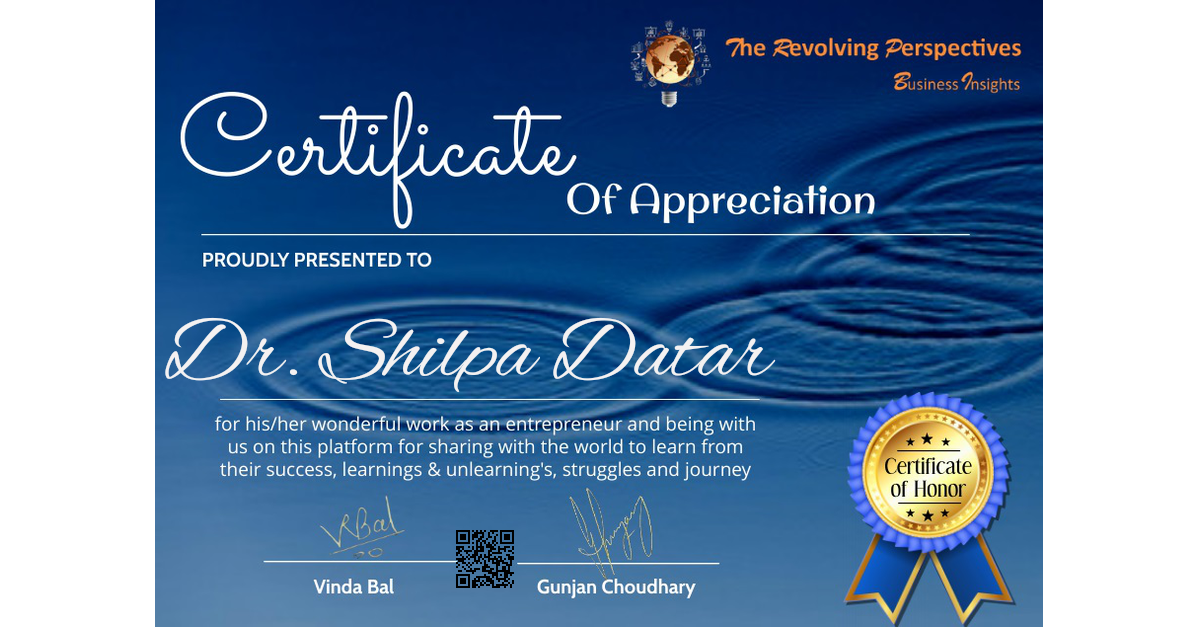 The Revolving Perspectives
Business Insights
Certificate
Of Appreciation
PROUDLY PRESENTED TO
Dr. Shilpa Datar
for his/her wonderful work as an entrepreneur and being with
us on this platform for sharing with the world to learn from
their success, learnings & unlearning's, struggles and journey
Certificate
of Honor
VRBal
Vinda Bal
Gunjan Choudhary